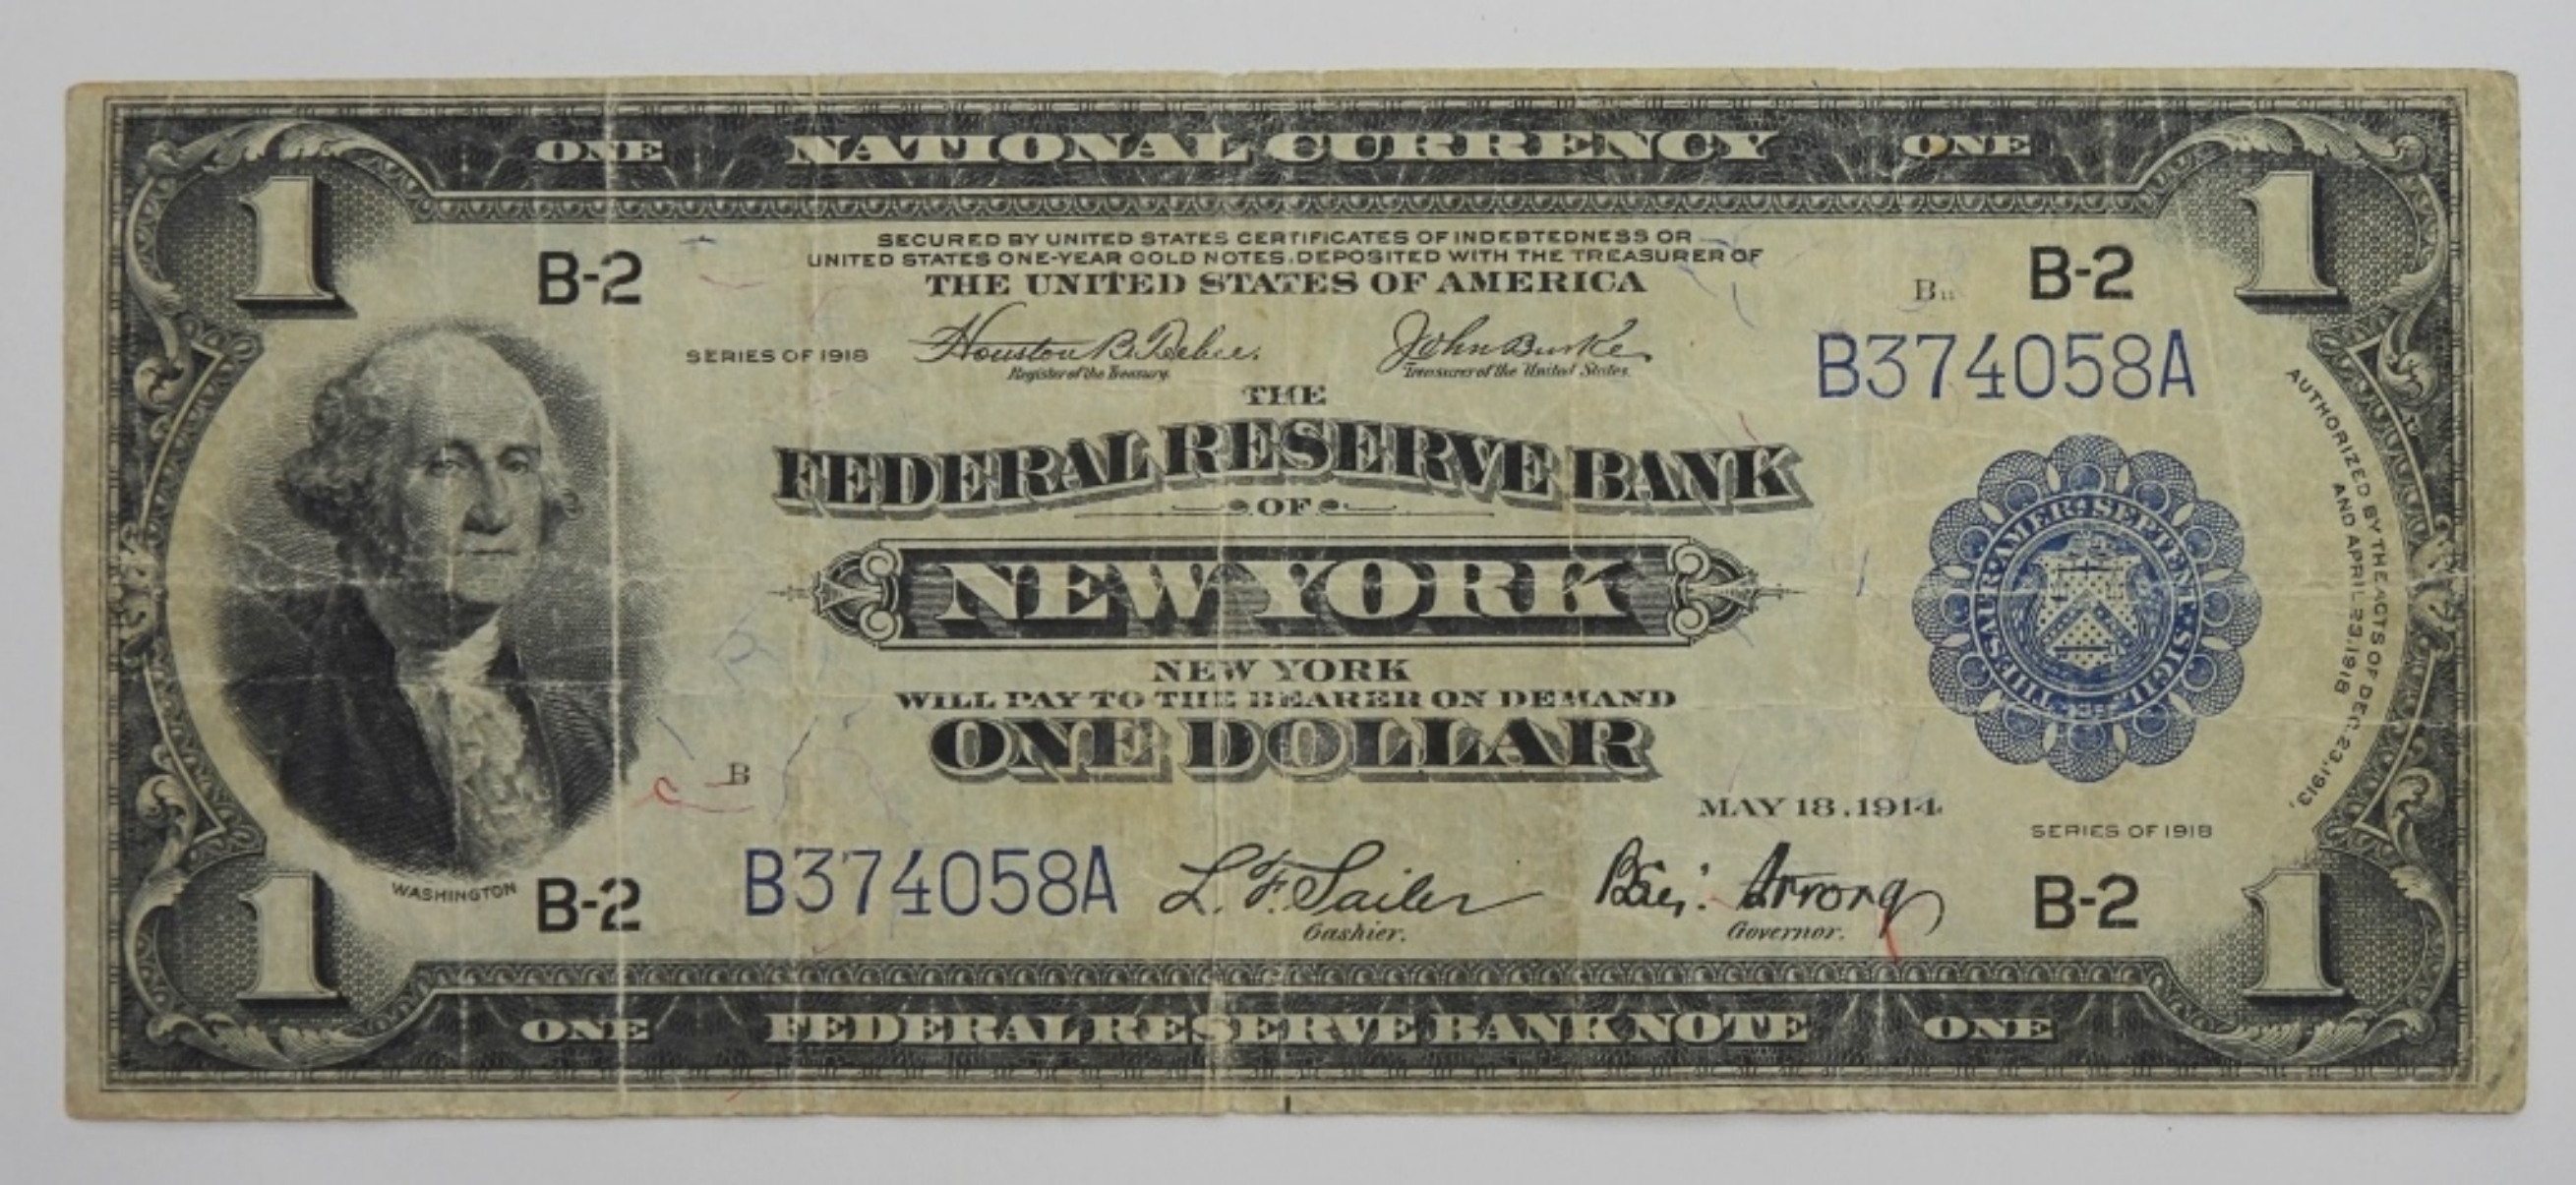 ONE NATIONAL CURRENCY ONE
1 1
B-2 B-2
SECURED BY UNITED STATES CERTIFICATES OF INDEBTEDNESS OR
UNITED STATES ONE-YEAR GOLD NOTES, DEPOSITED WITH THE TREASURER OF
THE UNITED STATES OF AMERICA
SERIES OF 1918
Houston B. Teehee.
Register of the Treasury.
John Burke
Treasurer of the United States.
B374058A
THE
FEDERAL RESERVE BANK
OF
NEW YORK
NEW YORK
WILL PAY TO THE BEARER ON DEMAND
ONE DOLLAR
THESAUR. AMER. SEPTENT. SIGIL.
AUTHORIZED BY THE ACTS OF DEC. 23, 1913,
AND APRIL 23, 1918
B
MAY 18, 1914
SERIES OF 1918
WASHINGTON
B-2 B374058A
L. F. Sailer
Cashier.
Benj. Strong
Governor.
B-2
1 1
ONE FEDERAL RESERVE BANK NOTE ONE